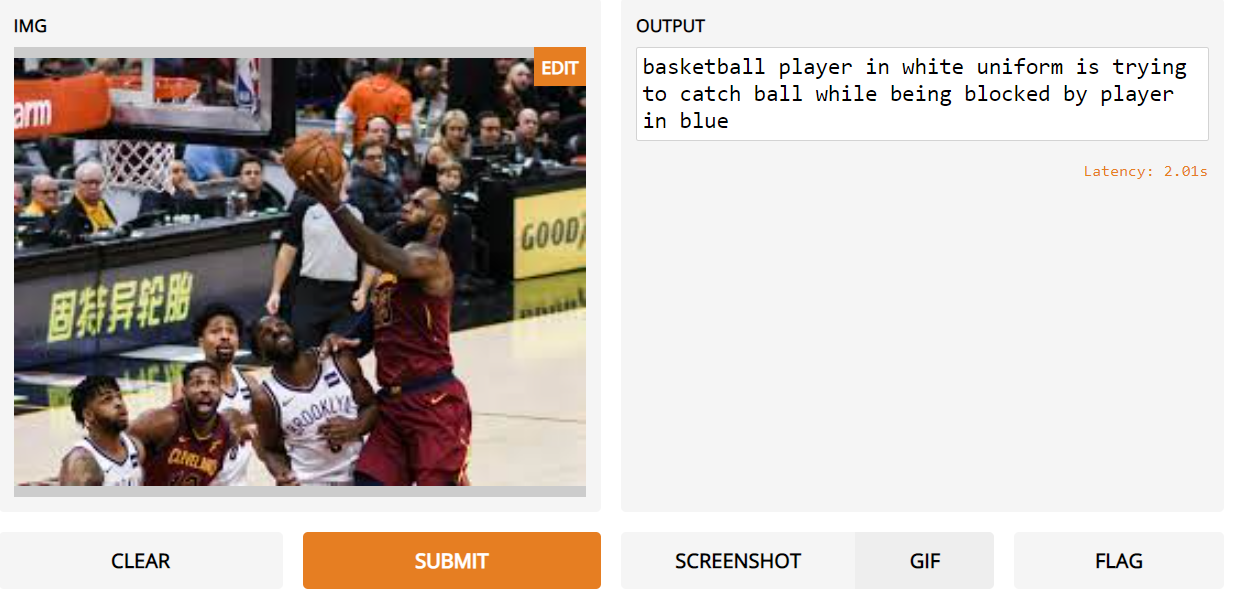 IMG
OUTPUT
EDIT
basketball player in white uniform is trying
to catch ball while being blocked by player
in blue
Latency: 2.01s
arm
GOOD
固特异轮胎
BROOKLYN
CLEVELAND
CLEAR
SUBMIT
SCREENSHOT
GIF
FLAG